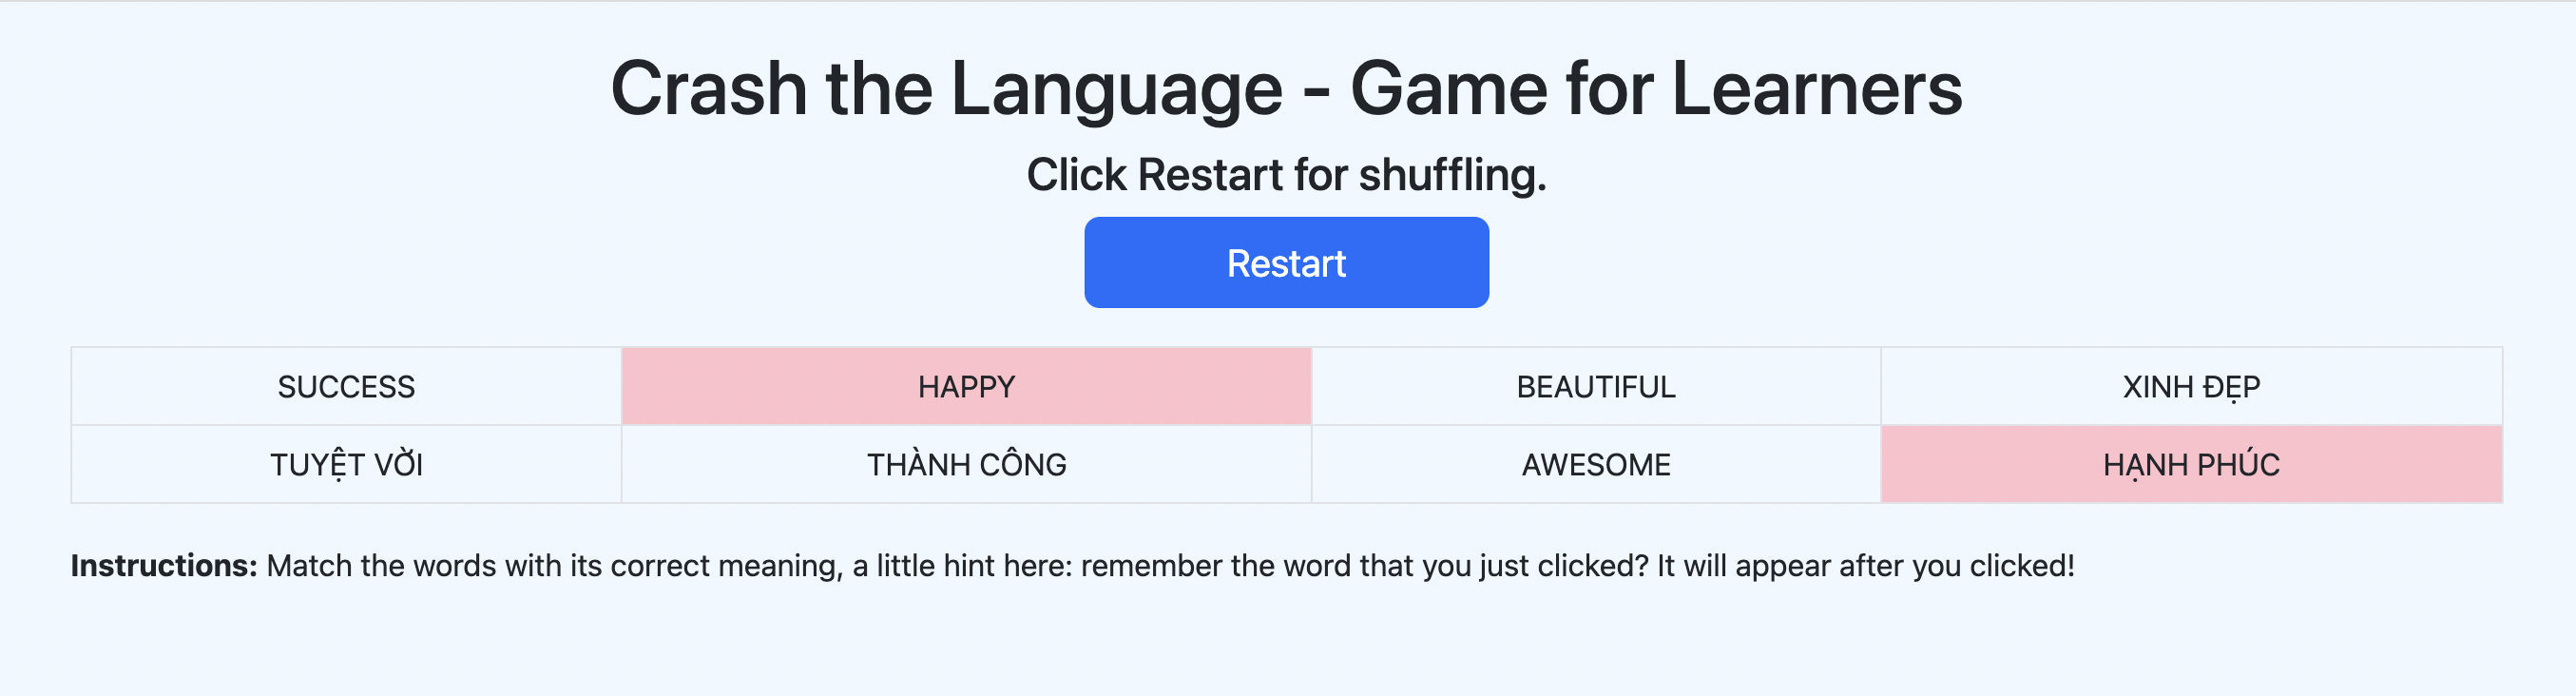 Crash the Language - Game for Learners
Click Restart for shuffling.
Restart
SUCCESS HAPPY BEAUTIFUL XINH ĐẸP
TUYỆT VỜI THÀNH CÔNG AWESOME HẠNH PHÚC
Instructions: Match the words with its correct meaning, a little hint here: remember the word that you just clicked? It will appear after you clicked!